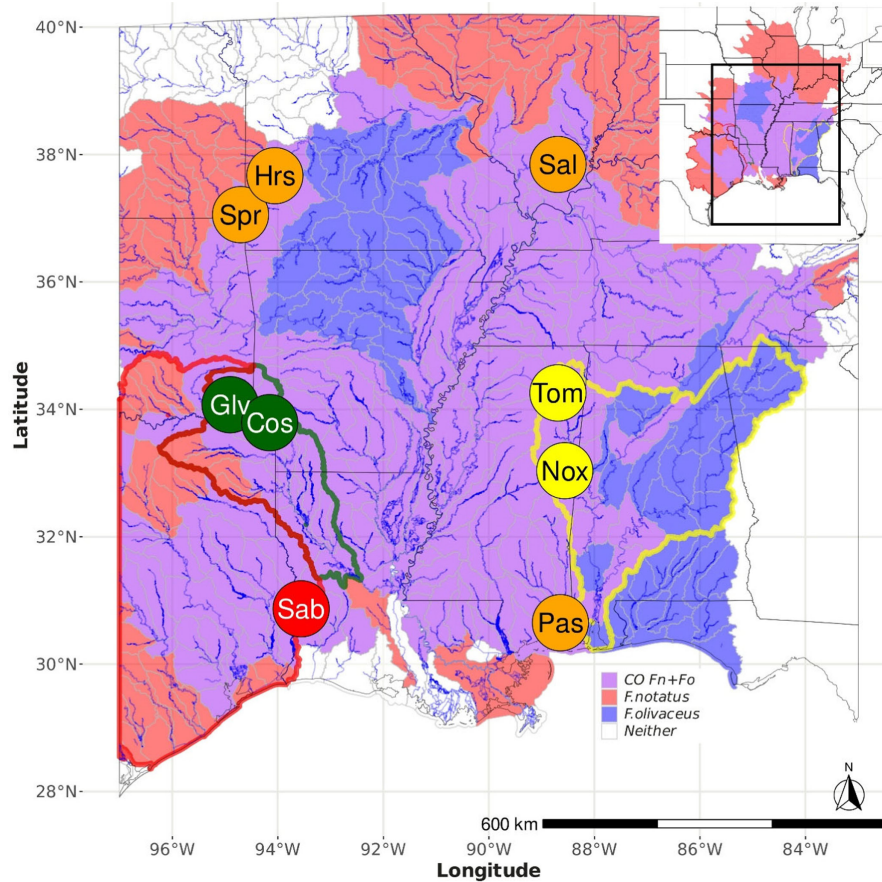 40°N
38°N
36°N
34°N
32°N
30°N
28°N
Latitude
Hrs
Spr
Sal
Glv
Cos
Tom
Nox
Sab
Pas
CO Fn+Fo
F.notatus
F.olivaceus
Neither
N
600 km
96°W
94°W
92°W
90°W
88°W
86°W
84°W
Longitude